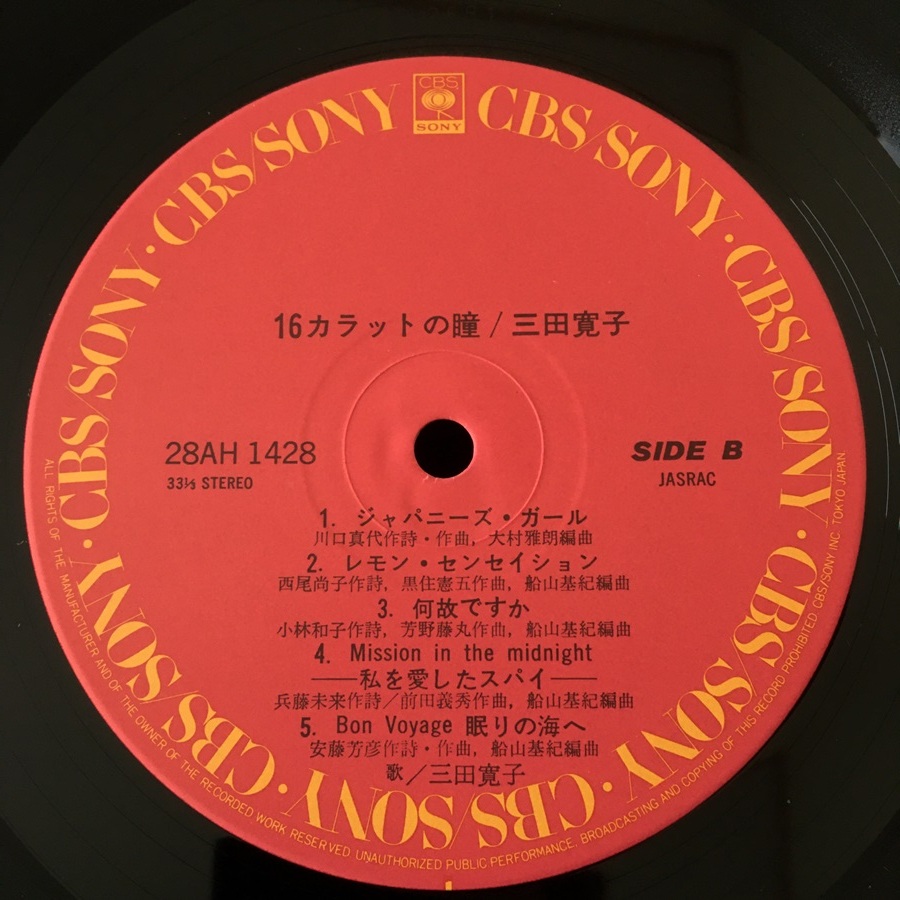 CBS
SONY
CBS/SONY · CBS/SONY · CBS/SONY · CBS/SONY · CBS/SONY · CBS/SONY · CBS/SONY · CBS/SONY
16カラットの瞳/三田寛子
28AH 1428
SIDE B
33⅓ STEREO
JASRAC
1. ジャパニーズ・ガール
川口真代作詩・作曲, 大村雅朗編曲
2. レモン・センセイション
西尾尚子作詩, 黒住憲五作曲, 船山基紀編曲
3. 何故ですか
小林和子作詩, 芳野藤丸作曲, 船山基紀編曲
4. Mission in the midnight
──私を愛したスパイ──
兵藤未来作詩/前田義秀作曲, 船山基紀編曲
5. Bon Voyage 眠りの海へ
安藤芳彦作詩・作曲, 船山基紀編曲
歌/三田寛子
ALL RIGHTS OF THE MANUFACTURER AND OF THE OWNER OF THE RECORDED WORK RESERVED. UNAUTHORIZED PUBLIC PERFORMANCE, BROADCASTING AND COPYING OF THIS RECORD PROHIBITED CBS/SONY INC. TOKYO JAPAN.